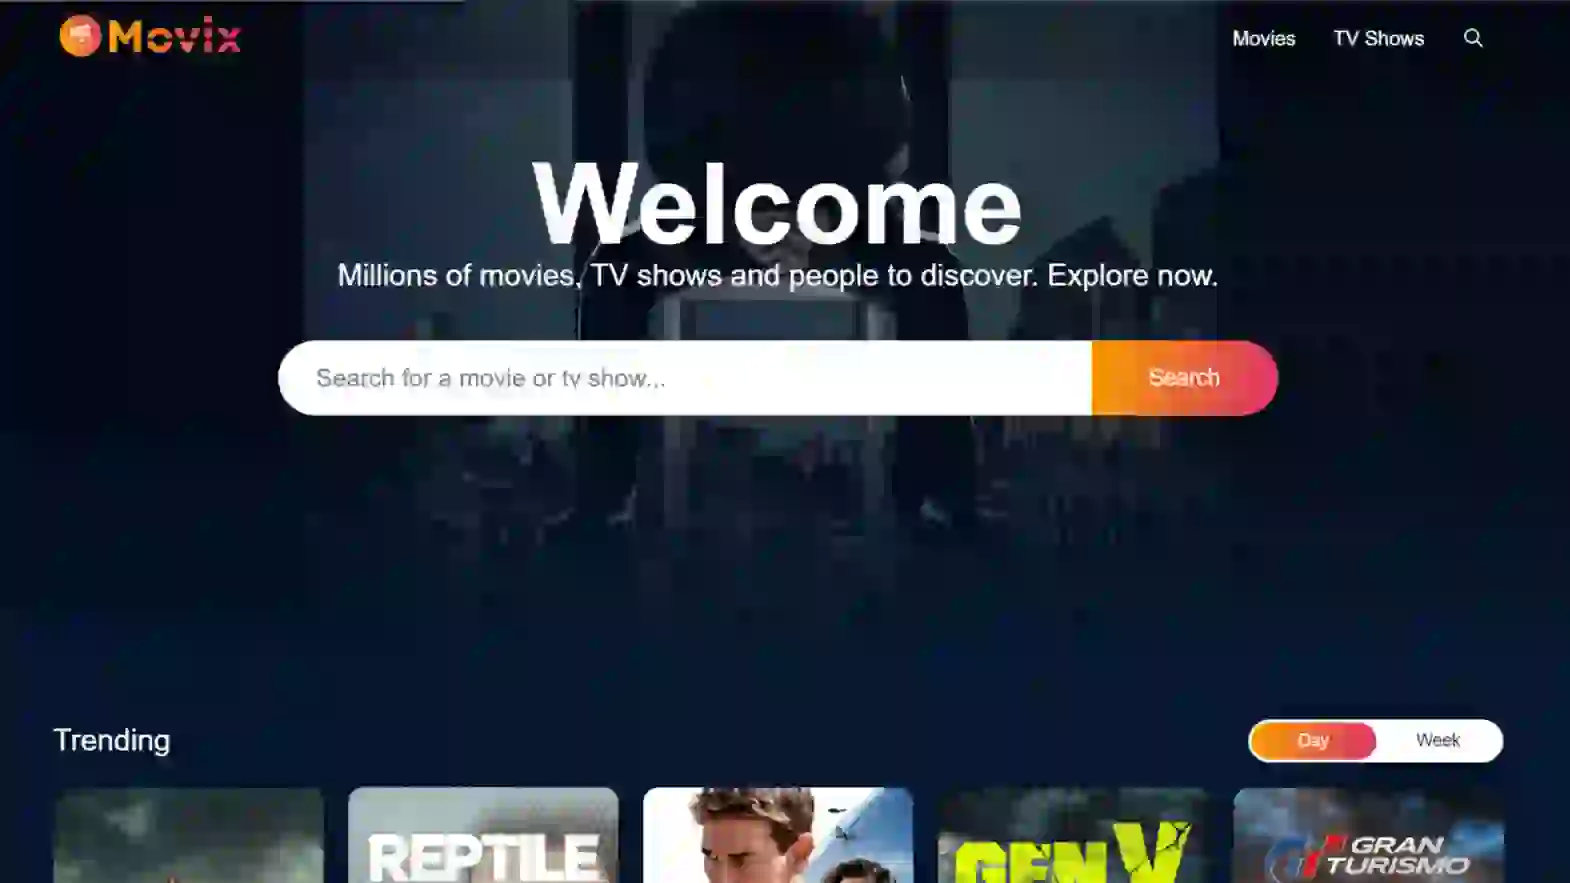 Movix
Movies TV Shows
Welcome
Millions of movies, TV shows and people to discover. Explore now.
Search for a movie or tv show... Search
Trending Day Week
REPTILE
GEN V
GRAN
TURISMO